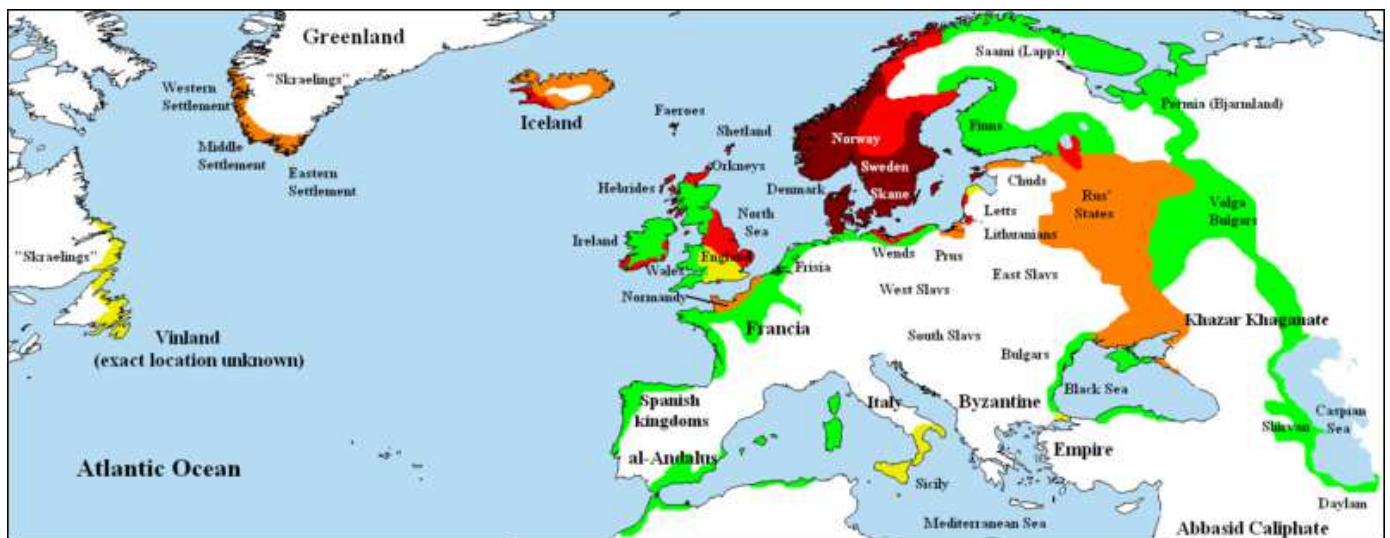 Greenland
"Skraelings"
Western
Settlement
Middle
Settlement
Eastern
Settlement
Iceland
"Skraelings"
Vinland
(exact location unknown)
Atlantic Ocean
Faeroes
Shetland
Orkneys
Hebrides
Ireland
North
Sea
England
Wales
Normandy
Frisia
Francia
Norway
Sweden
Skane
Denmark
Saami (Lapps)
Finns
Permia (Bjarmland)
Chuds
Letts
Lithuanians
Rus'
States
Volga
Bulgars
Wends
Prus
East Slavs
West Slavs
South Slavs
Bulgars
Khazar Khaganate
Black Sea
Spanish
kingdoms
al-Andalus
Italy
Sicily
Byzantine
Empire
Mediterranean Sea
Shirvan
Caspian
Sea
Daylam
Abbasid Caliphate